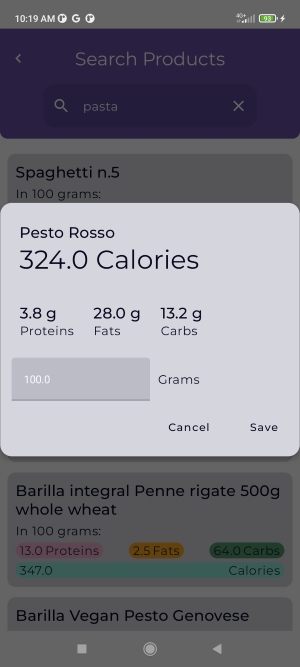 10:19 AM
4G+
93
Search Products
pasta
Spaghetti n.5
In 100 grams:
Pesto Rosso
324.0 Calories
3.8 g 28.0 g 13.2 g
Proteins Fats Carbs
100.0 Grams
Cancel Save
Barilla integral Penne rigate 500g
whole wheat
In 100 grams:
13.0 Proteins 2.5 Fats 64.0 Carbs
347.0 Calories
Barilla Vegan Pesto Genovese